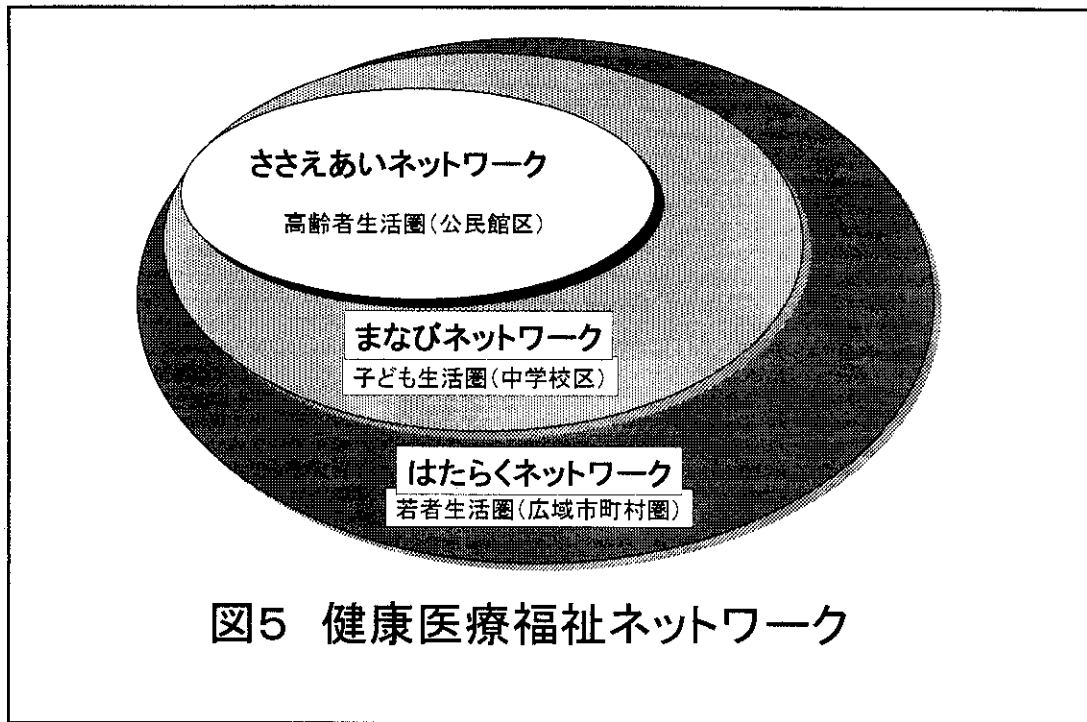 ささえあいネットワーク
高齢者生活圏(公民館区)
まなびネットワーク
子ども生活圏(中学校区)
はたらくネットワーク
若者生活圏(広域市町村圏)
図5 健康医療福祉ネットワーク